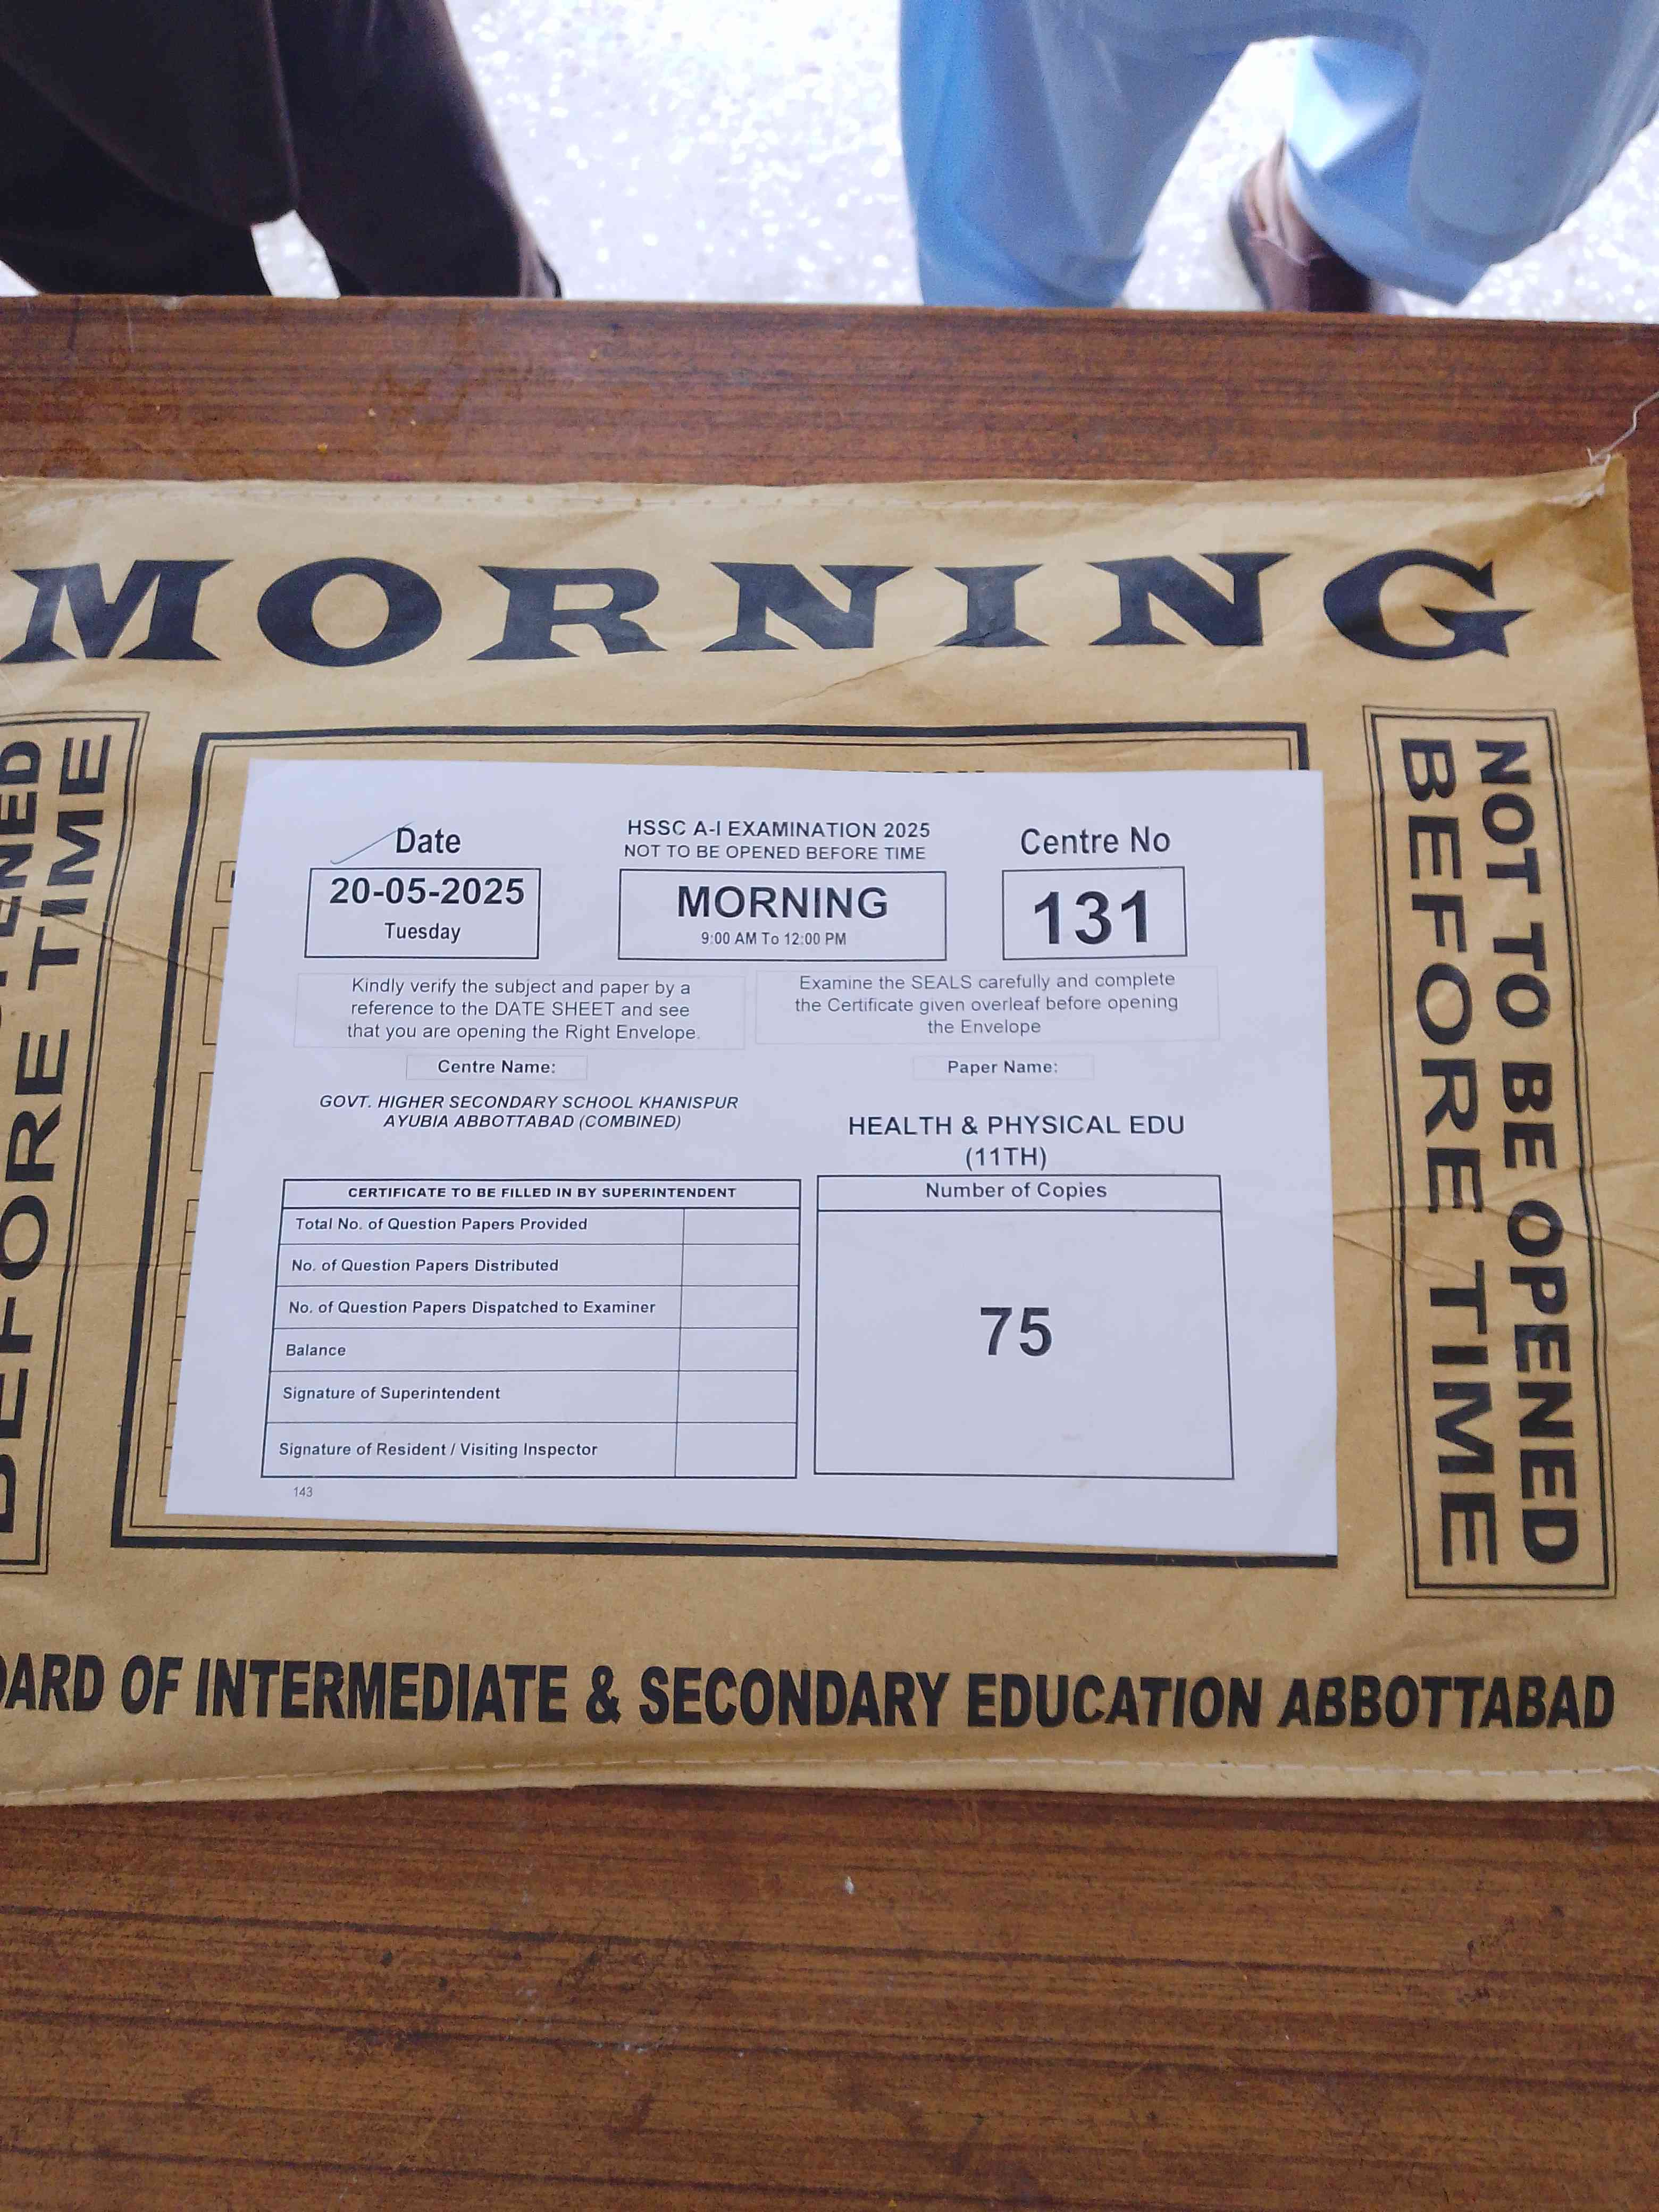 MORNING
BEFORE TIME
NOT TO BE OPENED
BEFORE TIME
Date
20-05-2025
Tuesday
HSSC A-I EXAMINATION 2025
NOT TO BE OPENED BEFORE TIME
MORNING
9:00 AM To 12:00 PM
Centre No
131
Kindly verify the subject and paper by a
reference to the DATE SHEET and see
that you are opening the Right Envelope.
Examine the SEALS carefully and complete
the Certificate given overleaf before opening
the Envelope
Centre Name:
GOVT. HIGHER SECONDARY SCHOOL KHANISPUR
AYUBIA ABBOTTABAD (COMBINED)
Paper Name:
HEALTH & PHYSICAL EDU
(11TH)
CERTIFICATE TO BE FILLED IN BY SUPERINTENDENT
Total No. of Question Papers Provided
No. of Question Papers Distributed
No. of Question Papers Dispatched to Examiner
Balance
Signature of Superintendent
Signature of Resident / Visiting Inspector
Number of Copies
75
143
OARD OF INTERMEDIATE & SECONDARY EDUCATION ABBOTTABAD